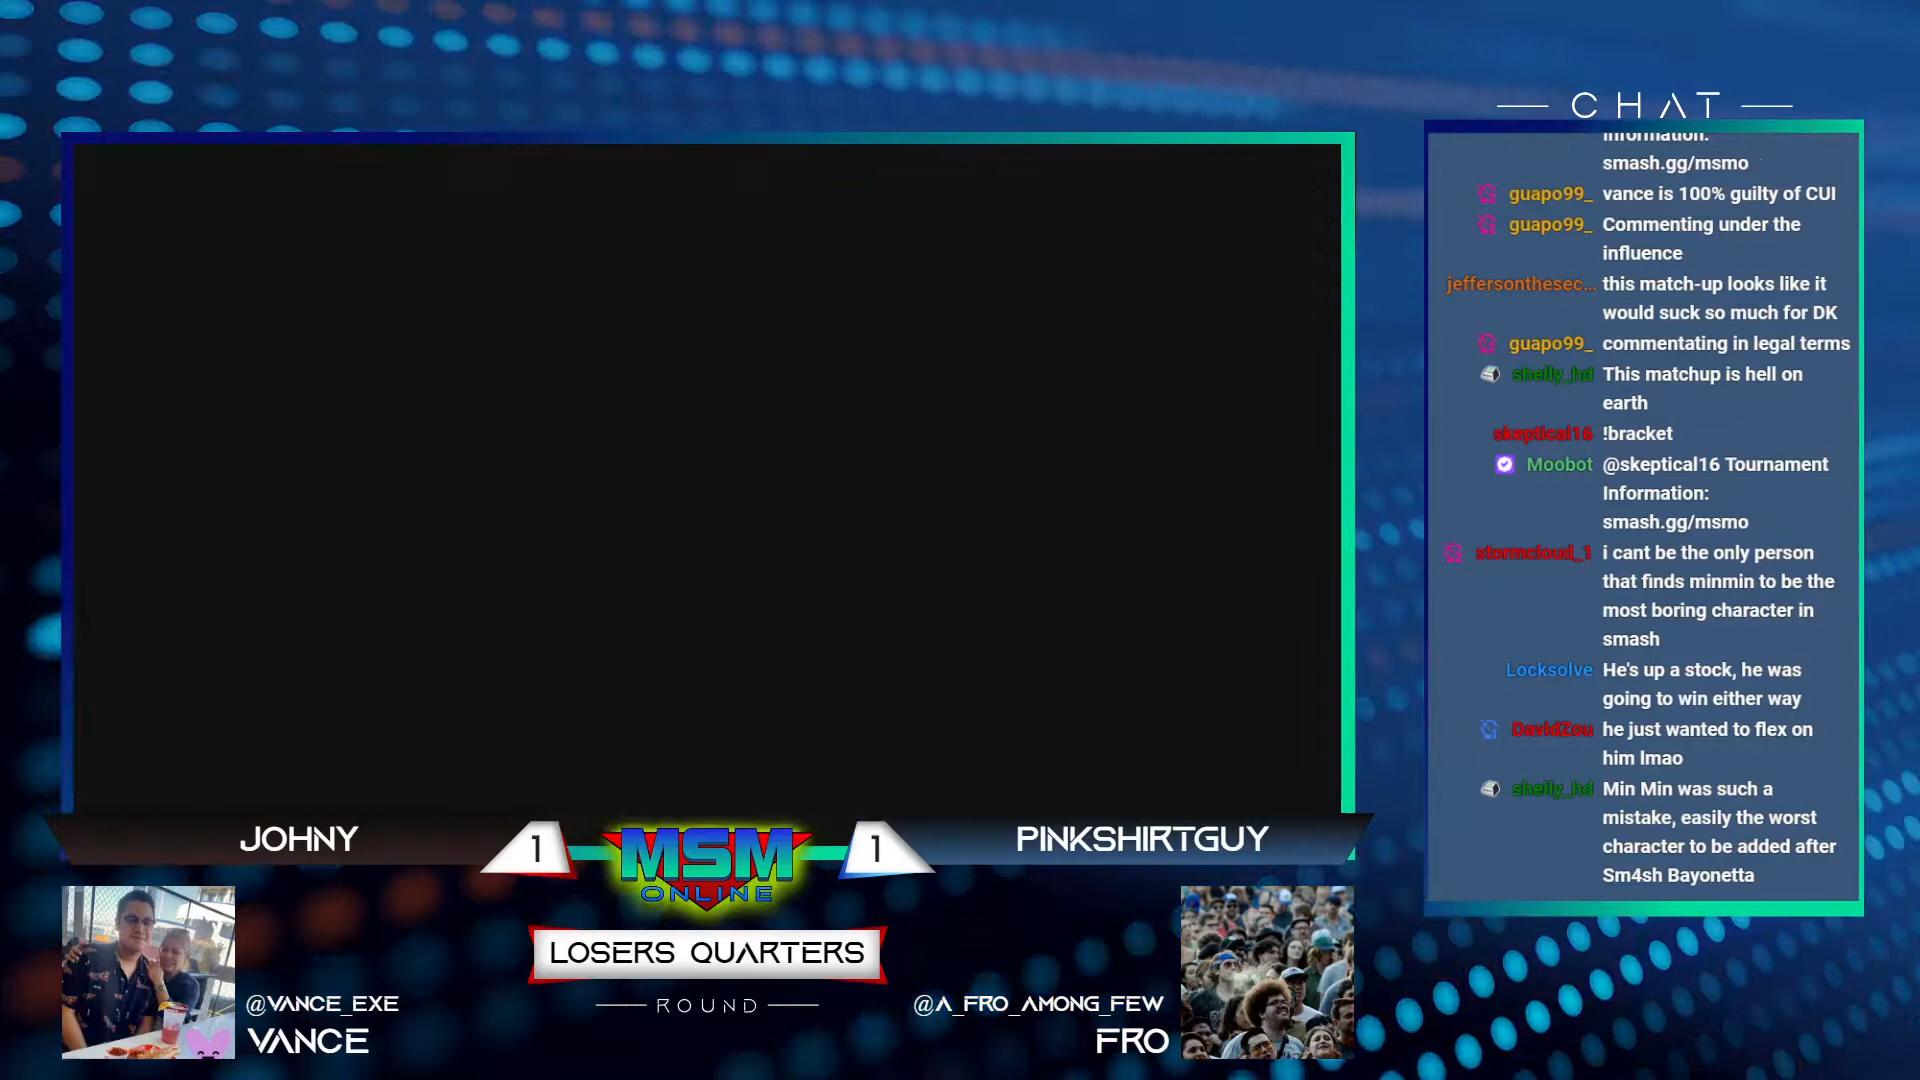 CHAT
Information:
smash.gg/msmo
guapo99_ vance is 100% guilty of CUI
guapo99_ Commenting under the
influence
jeffersonthesec... this match-up looks like it
would suck so much for DK
guapo99_ commentating in legal terms
shelly_hd This matchup is hell on
earth
skeptical16 !bracket
Moobot @skeptical16 Tournament
Information:
smash.gg/msmo
stormcloud_1 i cant be the only person
that finds minmin to be the
most boring character in
smash
Locksolve He's up a stock, he was
going to win either way
DavidZou he just wanted to flex on
him lmao
shelly_hd Min Min was such a
mistake, easily the worst
character to be added after
Sm4sh Bayonetta
JOHNY 1 MSM 1 PINKSHIRTGUY
ONLINE
LOSERS QUARTERS
ROUND
@VANCE_EXE
VANCE
@A_FRO_AMONG_FEW
FRO